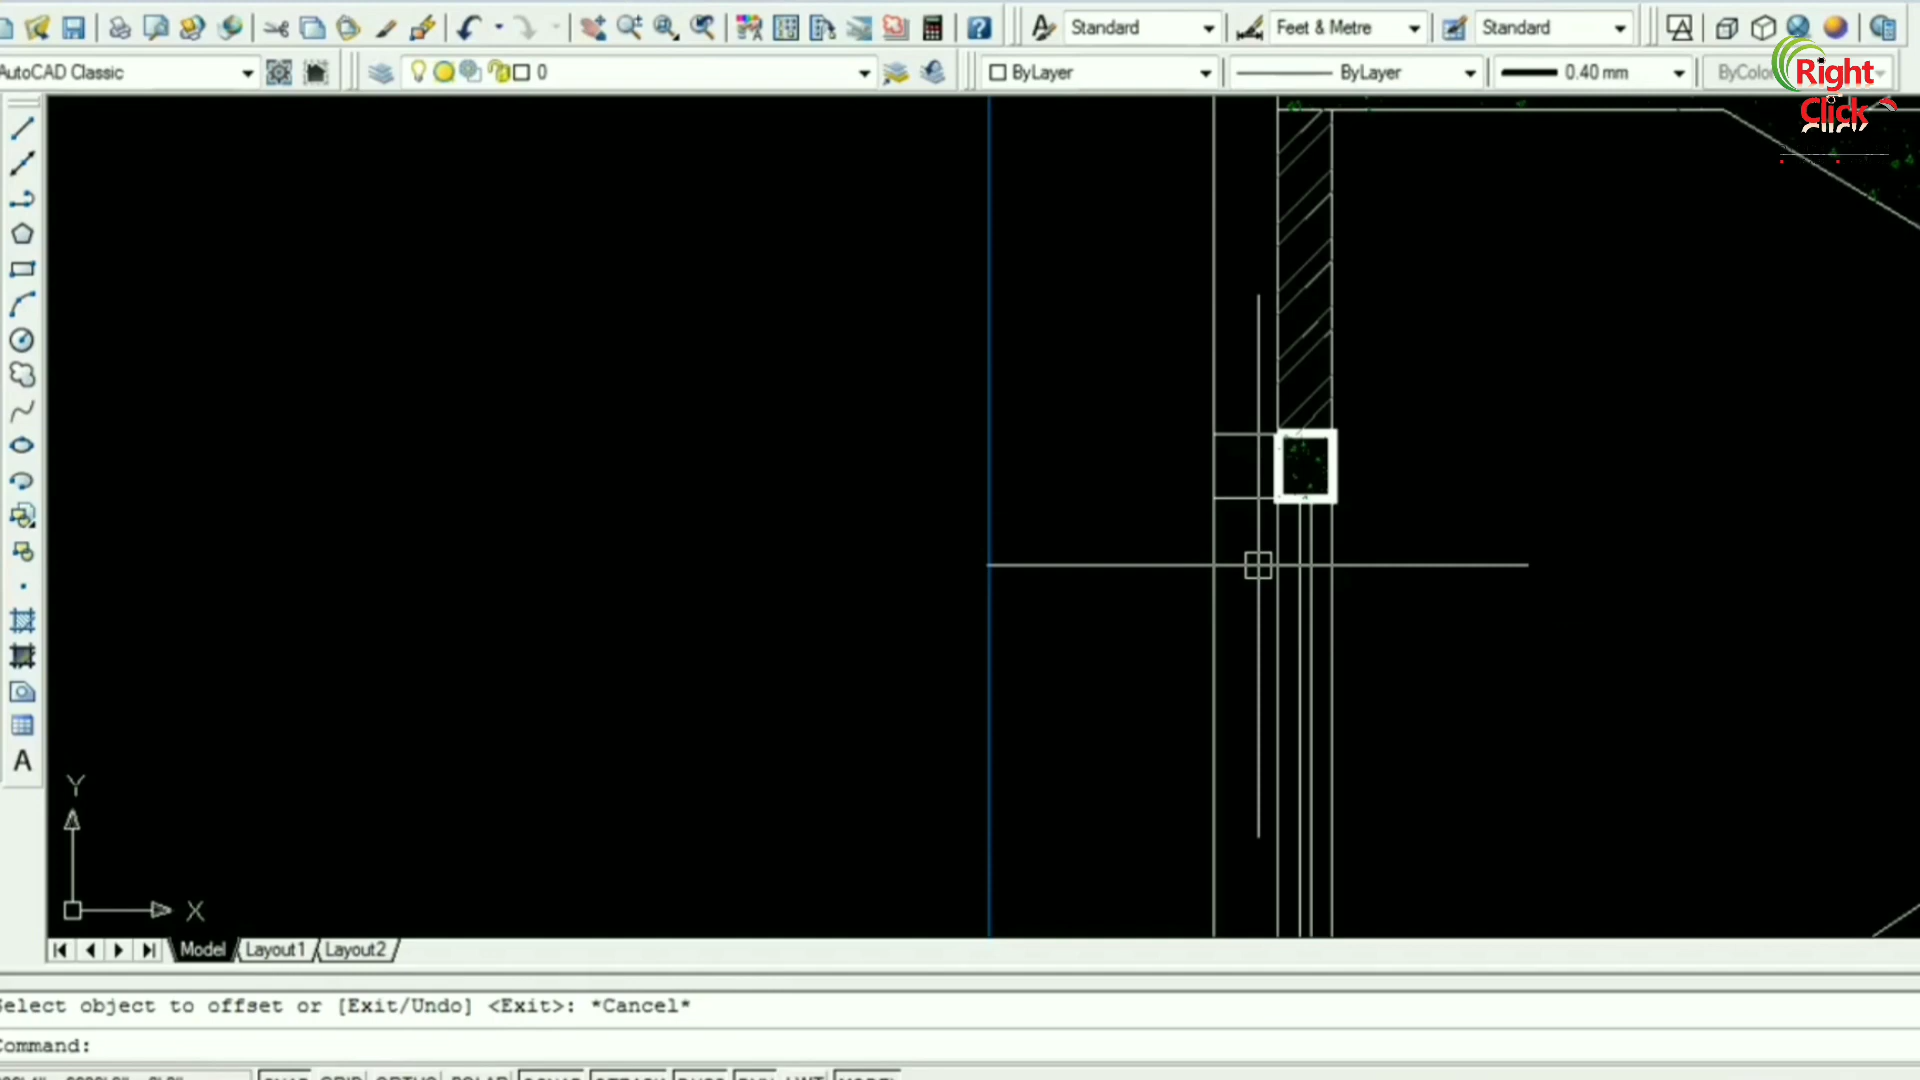 Standard
Feet & Metre
Standard
AutoCAD Classic
0
ByLayer
ByLayer
0.40 mm
Right
Click
A
Y
X
Model
Layout1
Layout2
Select object to offset or [Exit/Undo] <Exit>: *Cancel*
Command: